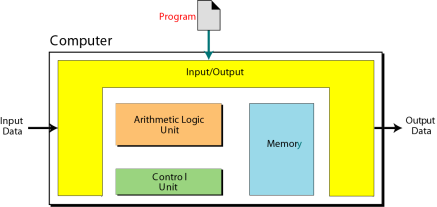 Program
Computer
Input/Output
Input
Data
Arithmetic Logic
Unit
Memory
Control
Unit
Output
Data